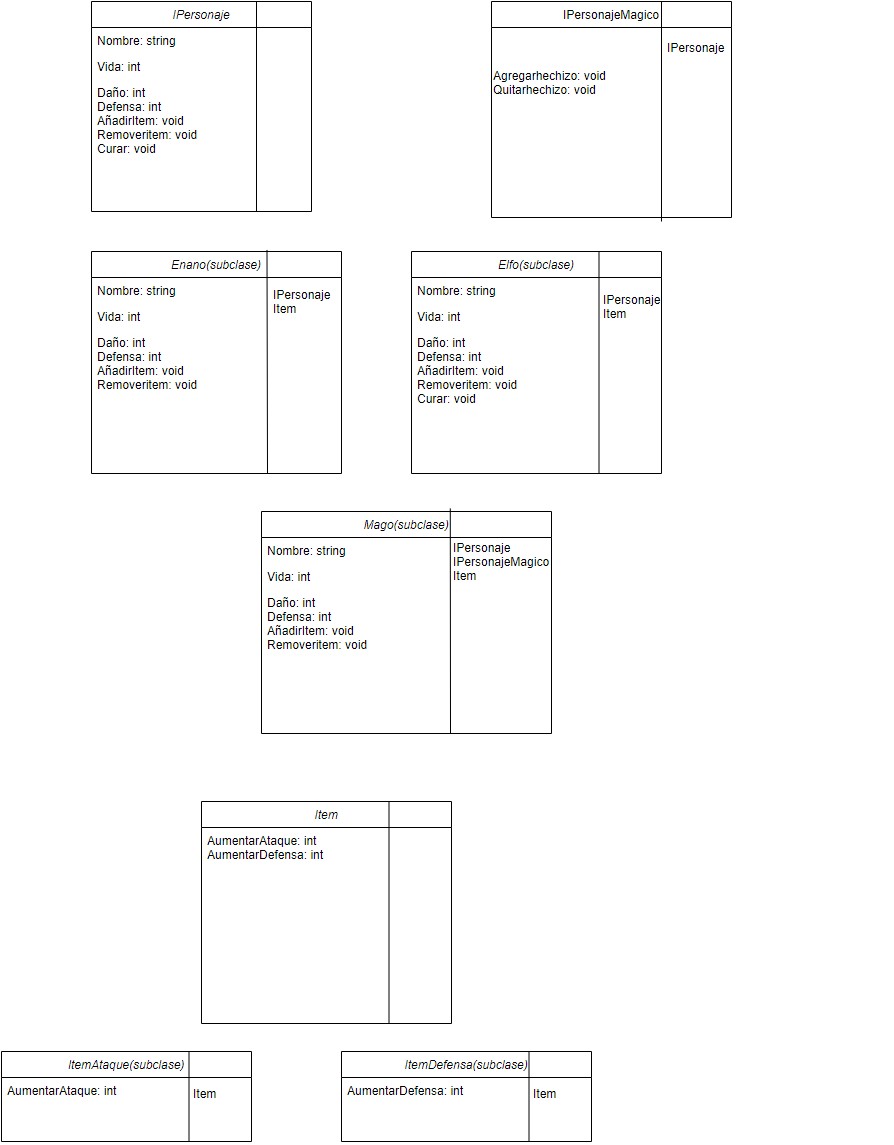 IPersonaje
Nombre: string
Vida: int
Daño: int
Defensa: int
AñadirItem: void
Removeritem: void
Curar: void
IPersonajeMagico
Agregarhechizo: void
Quitarhechizo: void
IPersonaje
Enano(subclase)
Nombre: string
Vida: int
Daño: int
Defensa: int
AñadirItem: void
Removeritem: void
IPersonaje
Item
Elfo(subclase)
Nombre: string
Vida: int
Daño: int
Defensa: int
AñadirItem: void
Removeritem: void
Curar: void
IPersonaje
Item
Mago(subclase)
Nombre: string
Vida: int
Daño: int
Defensa: int
AñadirItem: void
Removeritem: void
IPersonaje
IPersonajeMagico
Item
Item
AumentarAtaque: int
AumentarDefensa: int
ItemAtaque(subclase)
AumentarAtaque: int
Item
ItemDefensa(subclase)
AumentarDefensa: int
Item